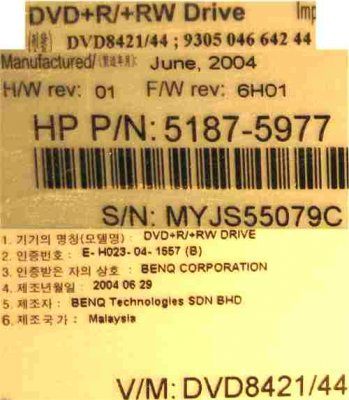 DVD+R/+RW Drive Imp
DVD8421/44 ; 9305 046 642 44
Manufactured/ June, 2004
H/W rev: 01 F/W rev: 6H01
HP P/N: 5187-5977
S/N: MYJS55079C
1. 기기의 명칭(모델명) : DVD+R/+RW DRIVE
2. 인증번호 : E- H023- 04- 1557 (B)
3. 인증받은 자의 상호 : BENQ CORPORATION
4. 제조년월일 : 2004 06 29
5. 제조자 : BENQ Technologies SDN BHD
6. 제조국가 : Malaysia
V/M: DVD8421/44